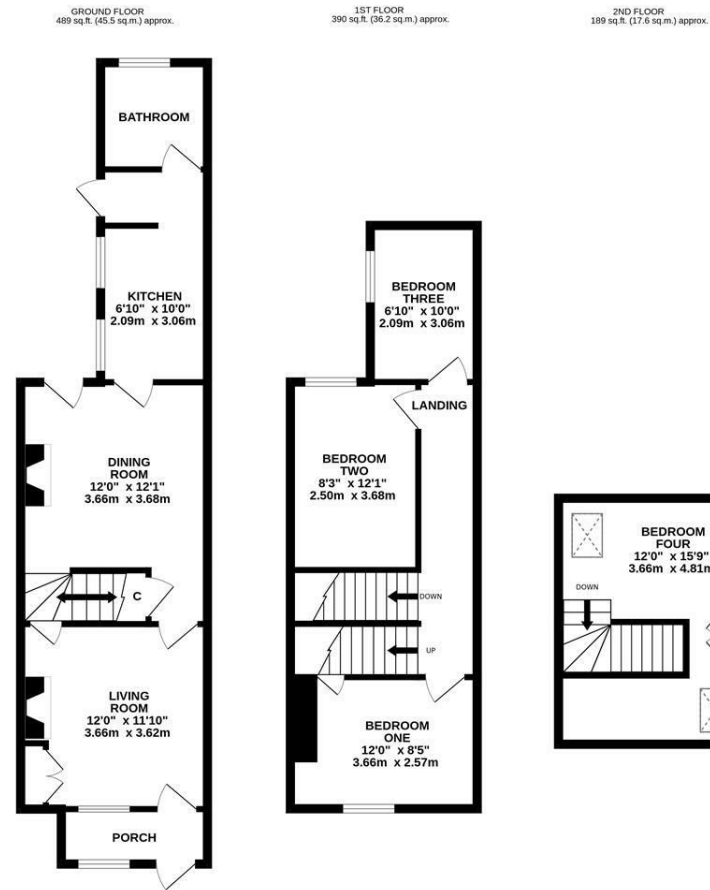 GROUND FLOOR
489 sq.ft. (45.5 sq.m.) approx.
BATHROOM
KITCHEN
6'10" x 10'0"
2.09m x 3.06m
DINING
ROOM
12'0" x 12'1"
3.66m x 3.68m
C
LIVING
ROOM
12'0" x 11'10"
3.66m x 3.62m
PORCH
1ST FLOOR
390 sq.ft. (36.2 sq.m.) approx.
BEDROOM
THREE
6'10" x 10'0"
2.09m x 3.06m
LANDING
BEDROOM
TWO
8'3" x 12'1"
2.50m x 3.68m
DOWN
UP
BEDROOM
ONE
12'0" x 8'5"
3.66m x 2.57m
2ND FLOOR
189 sq.ft. (17.6 sq.m.) approx.
BEDROOM
FOUR
12'0" x 15'9"
3.66m x 4.81m
DOWN